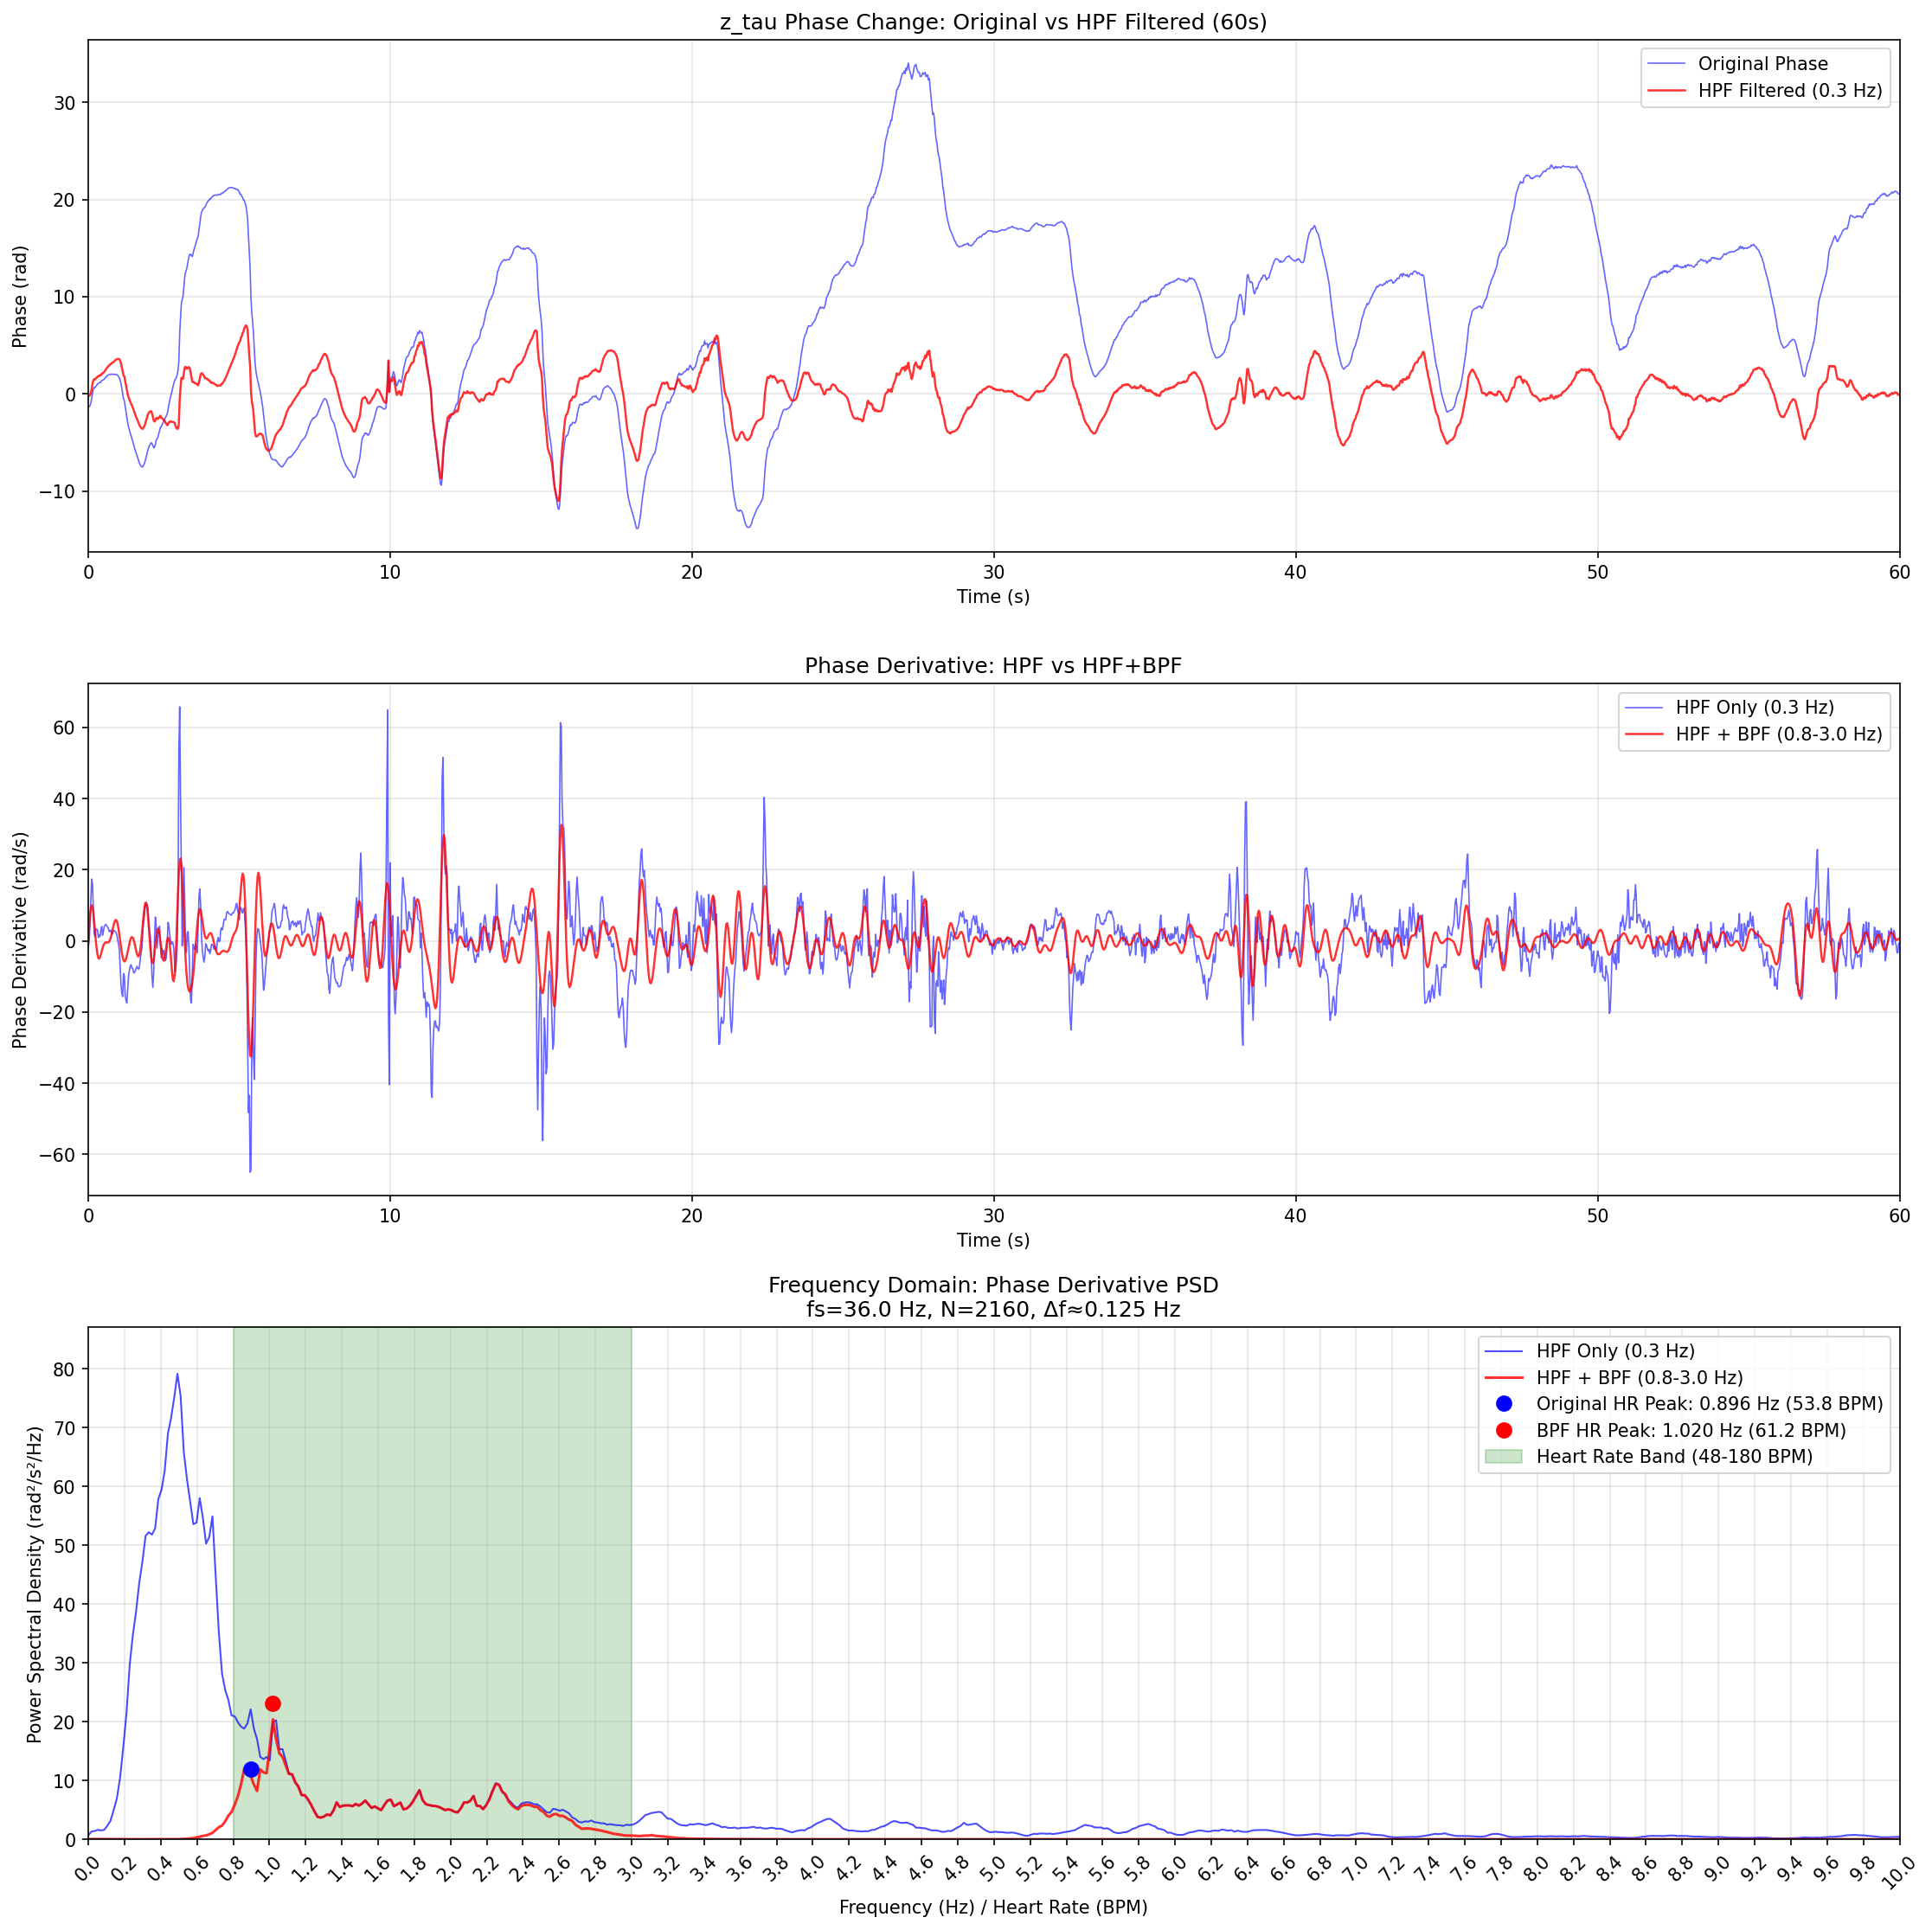 z_tau Phase Change: Original vs HPF Filtered (60s)
Original Phase
HPF Filtered (0.3 Hz)
Phase (rad)
30
20
10
0
−10
0 10 20 30 40 50 60
Time (s)
Phase Derivative: HPF vs HPF+BPF
HPF Only (0.3 Hz)
HPF + BPF (0.8-3.0 Hz)
Phase Derivative (rad/s)
60
40
20
0
−20
−40
−60
0 10 20 30 40 50 60
Time (s)
Frequency Domain: Phase Derivative PSD
fs=36.0 Hz, N=2160, Δf≈0.125 Hz
HPF Only (0.3 Hz)
HPF + BPF (0.8-3.0 Hz)
Original HR Peak: 0.896 Hz (53.8 BPM)
BPF HR Peak: 1.020 Hz (61.2 BPM)
Heart Rate Band (48-180 BPM)
Power Spectral Density (rad²/s²/Hz)
80
70
60
50
40
30
20
10
0
0.0 0.2 0.4 0.6 0.8 1.0 1.2 1.4 1.6 1.8 2.0 2.2 2.4 2.6 2.8 3.0 3.2 3.4 3.6 3.8 4.0 4.2 4.4 4.6 4.8 5.0 5.2 5.4 5.6 5.8 6.0 6.2 6.4 6.6 6.8 7.0 7.2 7.4 7.6 7.8 8.0 8.2 8.4 8.6 8.8 9.0 9.2 9.4 9.6 9.8 10.0
Frequency (Hz) / Heart Rate (BPM)